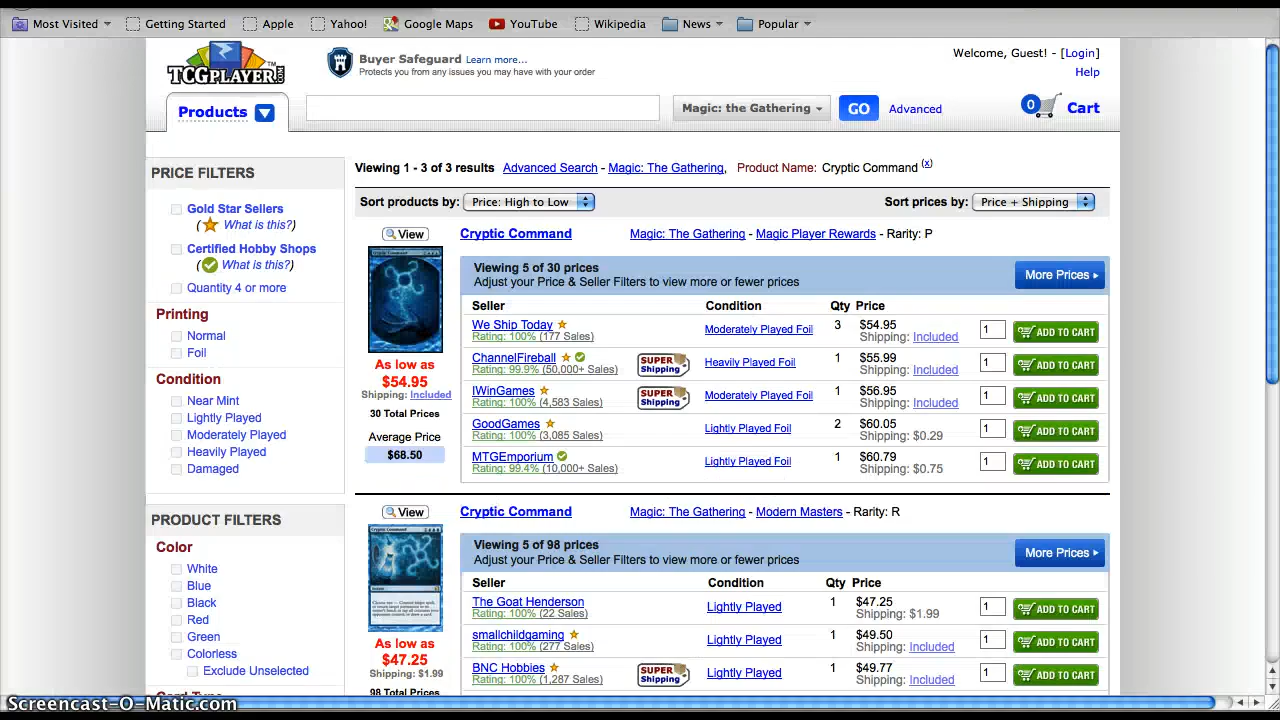 Most Visited Getting Started Apple Yahoo! Google Maps YouTube Wikipedia News Popular
TCGPLAYER.COM
Buyer Safeguard Learn more...
Protects you from any issues you may have with your order
Welcome, Guest! - [Login]
Help
Products Magic: the Gathering GO Advanced 0 Cart
PRICE FILTERS
Gold Star Sellers
(What is this?)
Certified Hobby Shops
(What is this?)
Quantity 4 or more
Printing
Normal
Foil
Condition
Near Mint
Lightly Played
Moderately Played
Heavily Played
Damaged
PRODUCT FILTERS
Color
White
Blue
Black
Red
Green
Colorless
Exclude Unselected
Viewing 1 - 3 of 3 results Advanced Search - Magic: The Gathering, Product Name: Cryptic Command (x)
Sort products by: Price: High to Low Sort prices by: Price + Shipping
View Cryptic Command Magic: The Gathering - Magic Player Rewards - Rarity: P
As low as
$54.95
Shipping: Included
30 Total Prices
Average Price
$68.50
Viewing 5 of 30 prices
Adjust your Price & Seller Filters to view more or fewer prices
More Prices
Seller Condition Qty Price
We Ship Today Moderately Played Foil 3 $54.95 1 ADD TO CART
Rating: 100% (177 Sales) Shipping: Included
ChannelFireball SUPER Shipping Heavily Played Foil 1 $55.99 1 ADD TO CART
Rating: 99.9% (50,000+ Sales) Shipping: Included
IWinGames SUPER Shipping Moderately Played Foil 1 $56.95 1 ADD TO CART
Rating: 100% (4,583 Sales) Shipping: Included
GoodGames Lightly Played Foil 2 $60.05 1 ADD TO CART
Rating: 100% (3,085 Sales) Shipping: $0.29
MTGEmporium Lightly Played Foil 1 $60.79 1 ADD TO CART
Rating: 99.4% (10,000+ Sales) Shipping: $0.75
View Cryptic Command Magic: The Gathering - Modern Masters - Rarity: R
Cryptic Command
As low as
$47.25
Shipping: $1.99
98 Total Prices
Viewing 5 of 98 prices
Adjust your Price & Seller Filters to view more or fewer prices
More Prices
Seller Condition Qty Price
The Goat Henderson Lightly Played 1 $47.25 1 ADD TO CART
Rating: 100% (22 Sales) Shipping: $1.99
smallchildgaming Lightly Played 1 $49.50 1 ADD TO CART
Rating: 100% (277 Sales) Shipping: Included
BNC Hobbies SUPER Shipping Lightly Played 1 $49.77 1 ADD TO CART
Rating: 100% (1,287 Sales) Shipping: Included
Screencast-O-Matic.com